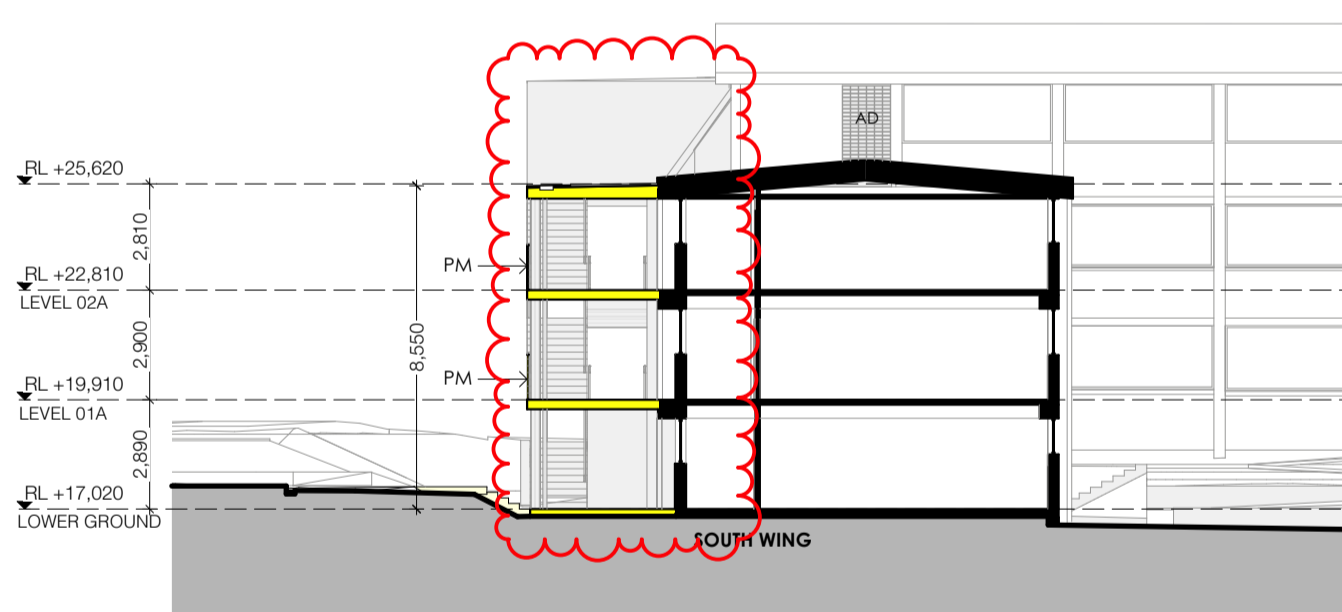 AD
RL +25,620
2,810
PM
RL +22,810
LEVEL 02A
2,900
8,550
PM
RL +19,910
LEVEL 01A
2,890
RL +17,020
LOWER GROUND
SOUTH WING